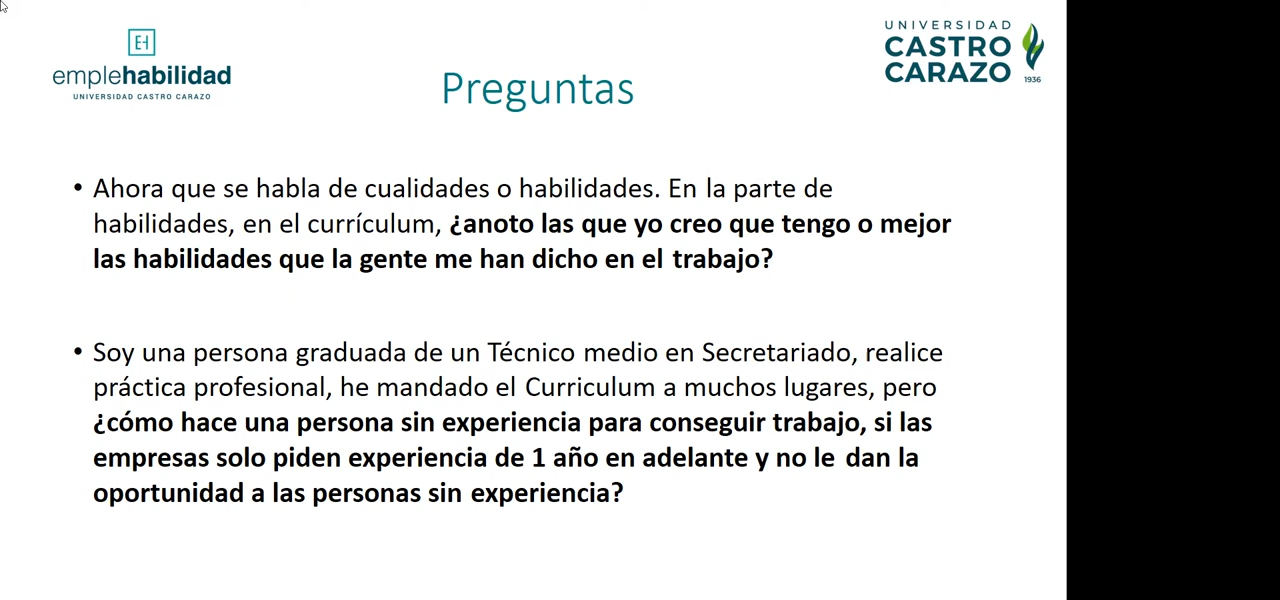 EH
emplehabilidad
UNIVERSIDAD CASTRO CARAZO
UNIVERSIDAD
CASTRO
CARAZO
1936
Preguntas
• Ahora que se habla de cualidades o habilidades. En la parte de
habilidades, en el currículum, ¿anoto las que yo creo que tengo o mejor
las habilidades que la gente me han dicho en el trabajo?
• Soy una persona graduada de un Técnico medio en Secretariado, realice
práctica profesional, he mandado el Curriculum a muchos lugares, pero
¿cómo hace una persona sin experiencia para conseguir trabajo, si las
empresas solo piden experiencia de 1 año en adelante y no le dan la
oportunidad a las personas sin experiencia?